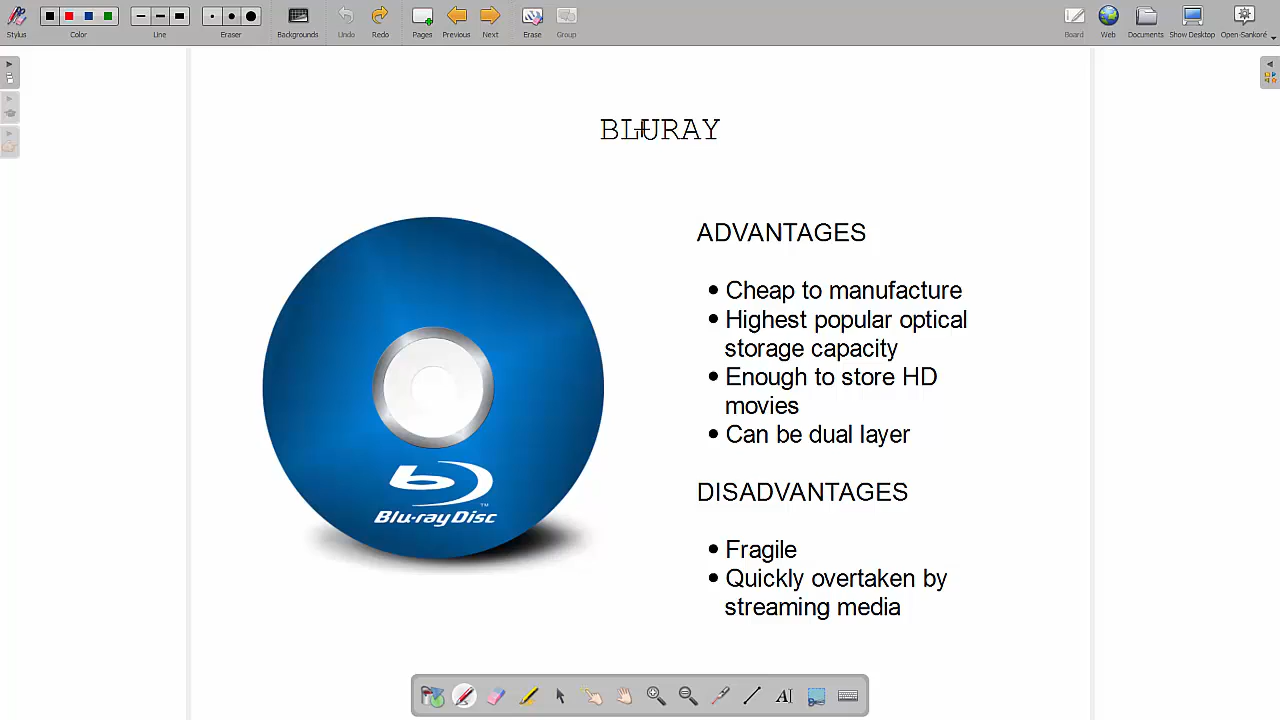 Stylus
Color
Line
Eraser
Backgrounds
Undo
Redo
Pages
Previous
Next
Erase
Group
Board
Web
Documents
Show Desktop
Open-Sankoré
BLURAY
ADVANTAGES
• Cheap to manufacture
• Highest popular optical
storage capacity
• Enough to store HD
movies
• Can be dual layer
DISADVANTAGES
• Fragile
• Quickly overtaken by
streaming media
b
Blu-ray Disc
TM
AI